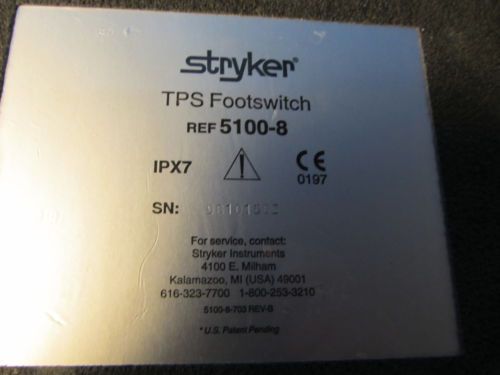 stryker®
TPS Footswitch
REF 5100-8
IPX7 CE
0197
SN:
For service, contact:
Stryker Instruments
4100 E. Milham
Kalamazoo, MI (USA) 49001
616-323-7700 1-800-253-3210
5100-8-703 REV-B
*U.S. Patent Pending